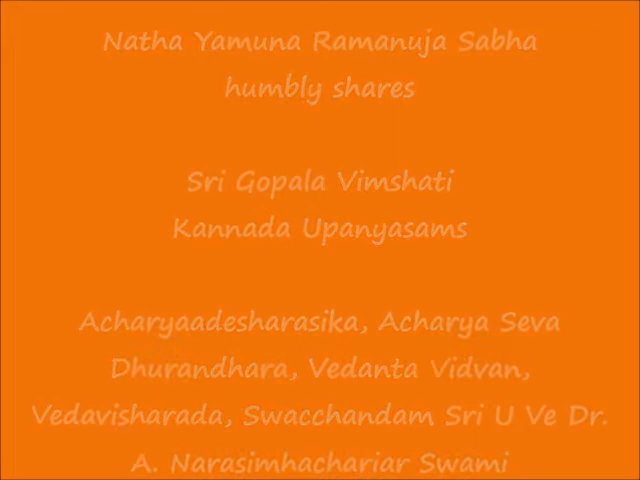 Natha Yamuna Ramanuja Sabha
humbly shares
Sri Gopala Vimshati
Kannada Upanyasams
Acharyaadesharasika, Acharya Seva
Dhurandhara, Vedanta Vidvan,
Vedavisharada, Swacchandam Sri U Ve Dr.
A. Narasimhachariar Swami